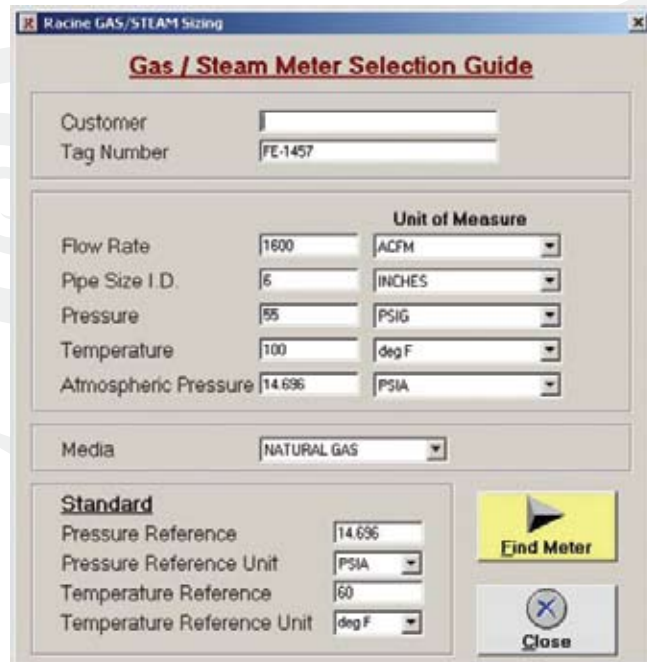 Racine GAS/STEAM Sizing
Gas / Steam Meter Selection Guide
Customer
Tag Number FE-1457
Unit of Measure
Flow Rate 1600 ACFM
Pipe Size I.D. 6 INCHES
Pressure 55 PSIG
Temperature 100 deg F
Atmospheric Pressure 14.696 PSIA
Media NATURAL GAS
Standard
Pressure Reference 14.696
Pressure Reference Unit PSIA
Temperature Reference 60
Temperature Reference Unit deg F
Find Meter
Close